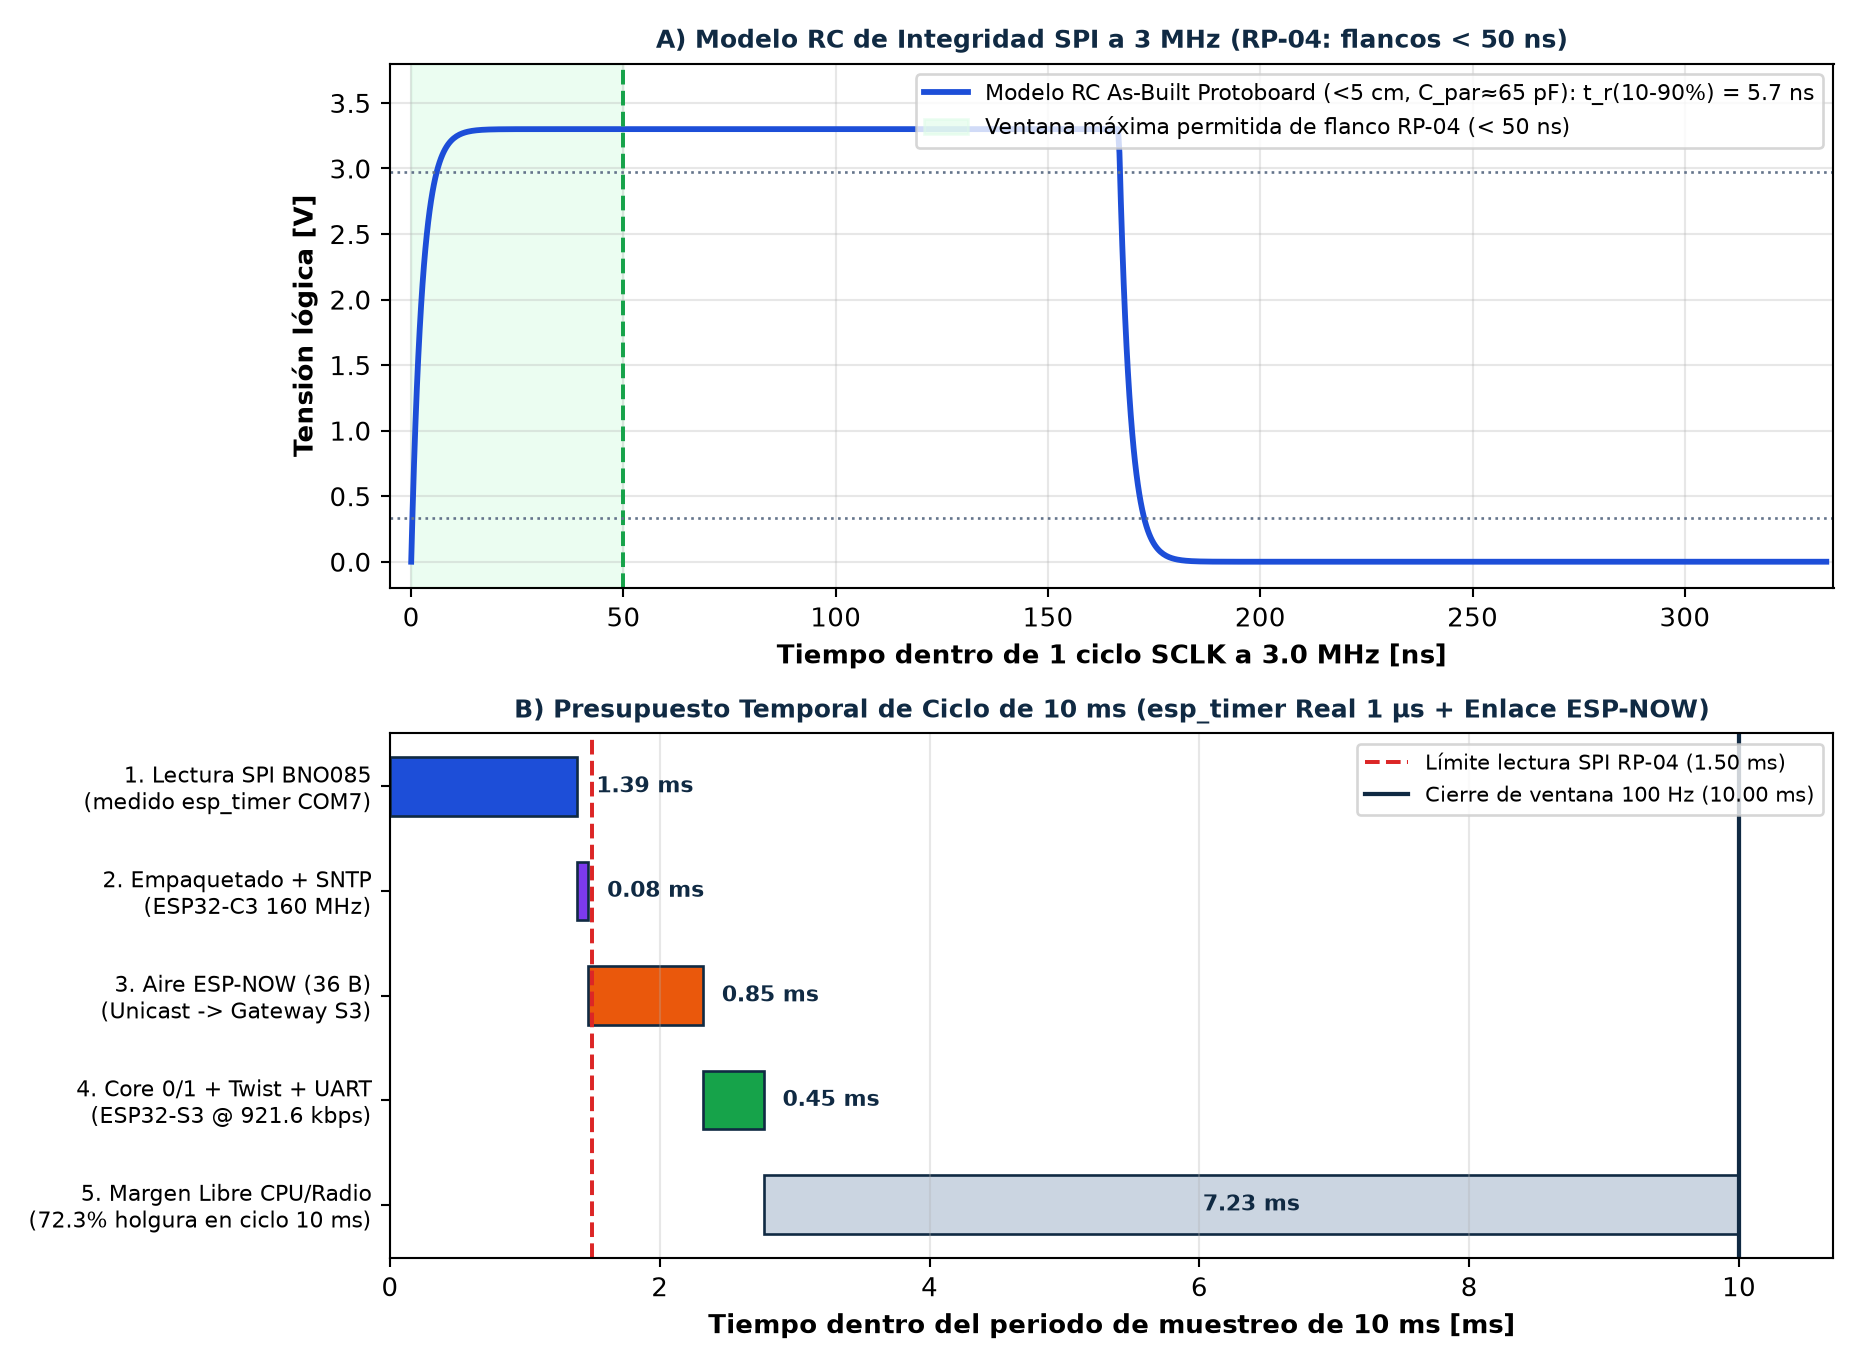 A) Modelo RC de Integridad SPI a 3 MHz (RP-04: flancos < 50 ns)
Modelo RC As-Built Protoboard (<5 cm, C_par≈65 pF): t_r(10-90%) = 5.7 ns
Ventana máxima permitida de flanco RP-04 (< 50 ns)
Tensión lógica [V]
3.5
3.0
2.5
2.0
1.5
1.0
0.5
0.0
0 50 100 150 200 250 300
Tiempo dentro de 1 ciclo SCLK a 3.0 MHz [ns]
B) Presupuesto Temporal de Ciclo de 10 ms (esp_timer Real 1 µs + Enlace ESP-NOW)
Límite lectura SPI RP-04 (1.50 ms)
Cierre de ventana 100 Hz (10.00 ms)
1. Lectura SPI BNO085
(medido esp_timer COM7)
1.39 ms
2. Empaquetado + SNTP
(ESP32-C3 160 MHz)
0.08 ms
3. Aire ESP-NOW (36 B)
(Unicast -> Gateway S3)
0.85 ms
4. Core 0/1 + Twist + UART
(ESP32-S3 @ 921.6 kbps)
0.45 ms
5. Margen Libre CPU/Radio
(72.3% holgura en ciclo 10 ms)
7.23 ms
0 2 4 6 8 10
Tiempo dentro del periodo de muestreo de 10 ms [ms]